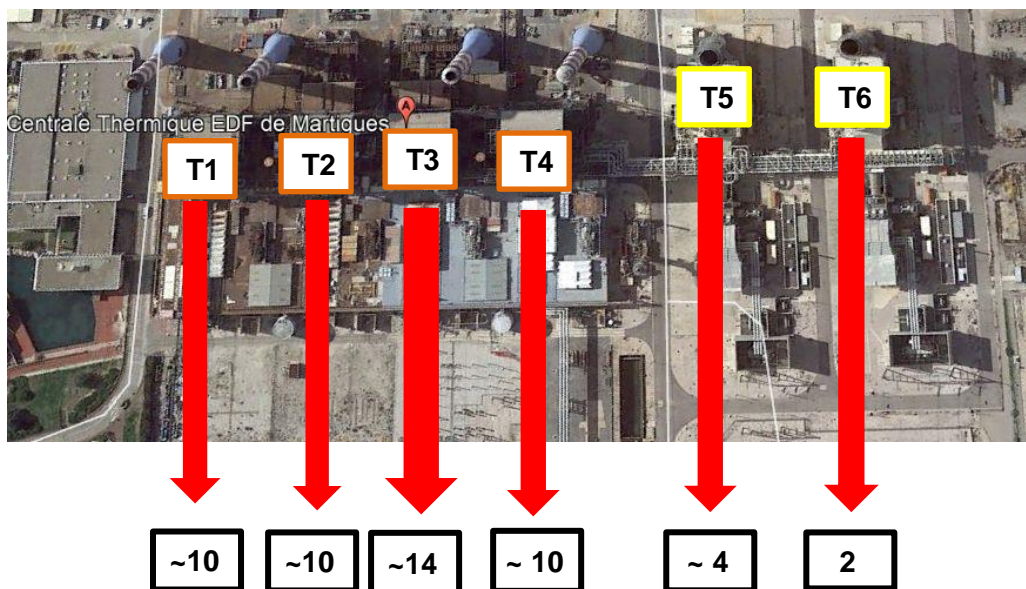 A
Centrale Thermique EDF de Martigues
T1
T2
T3
T4
T5
T6
~10
~10
~14
~ 10
~ 4
2